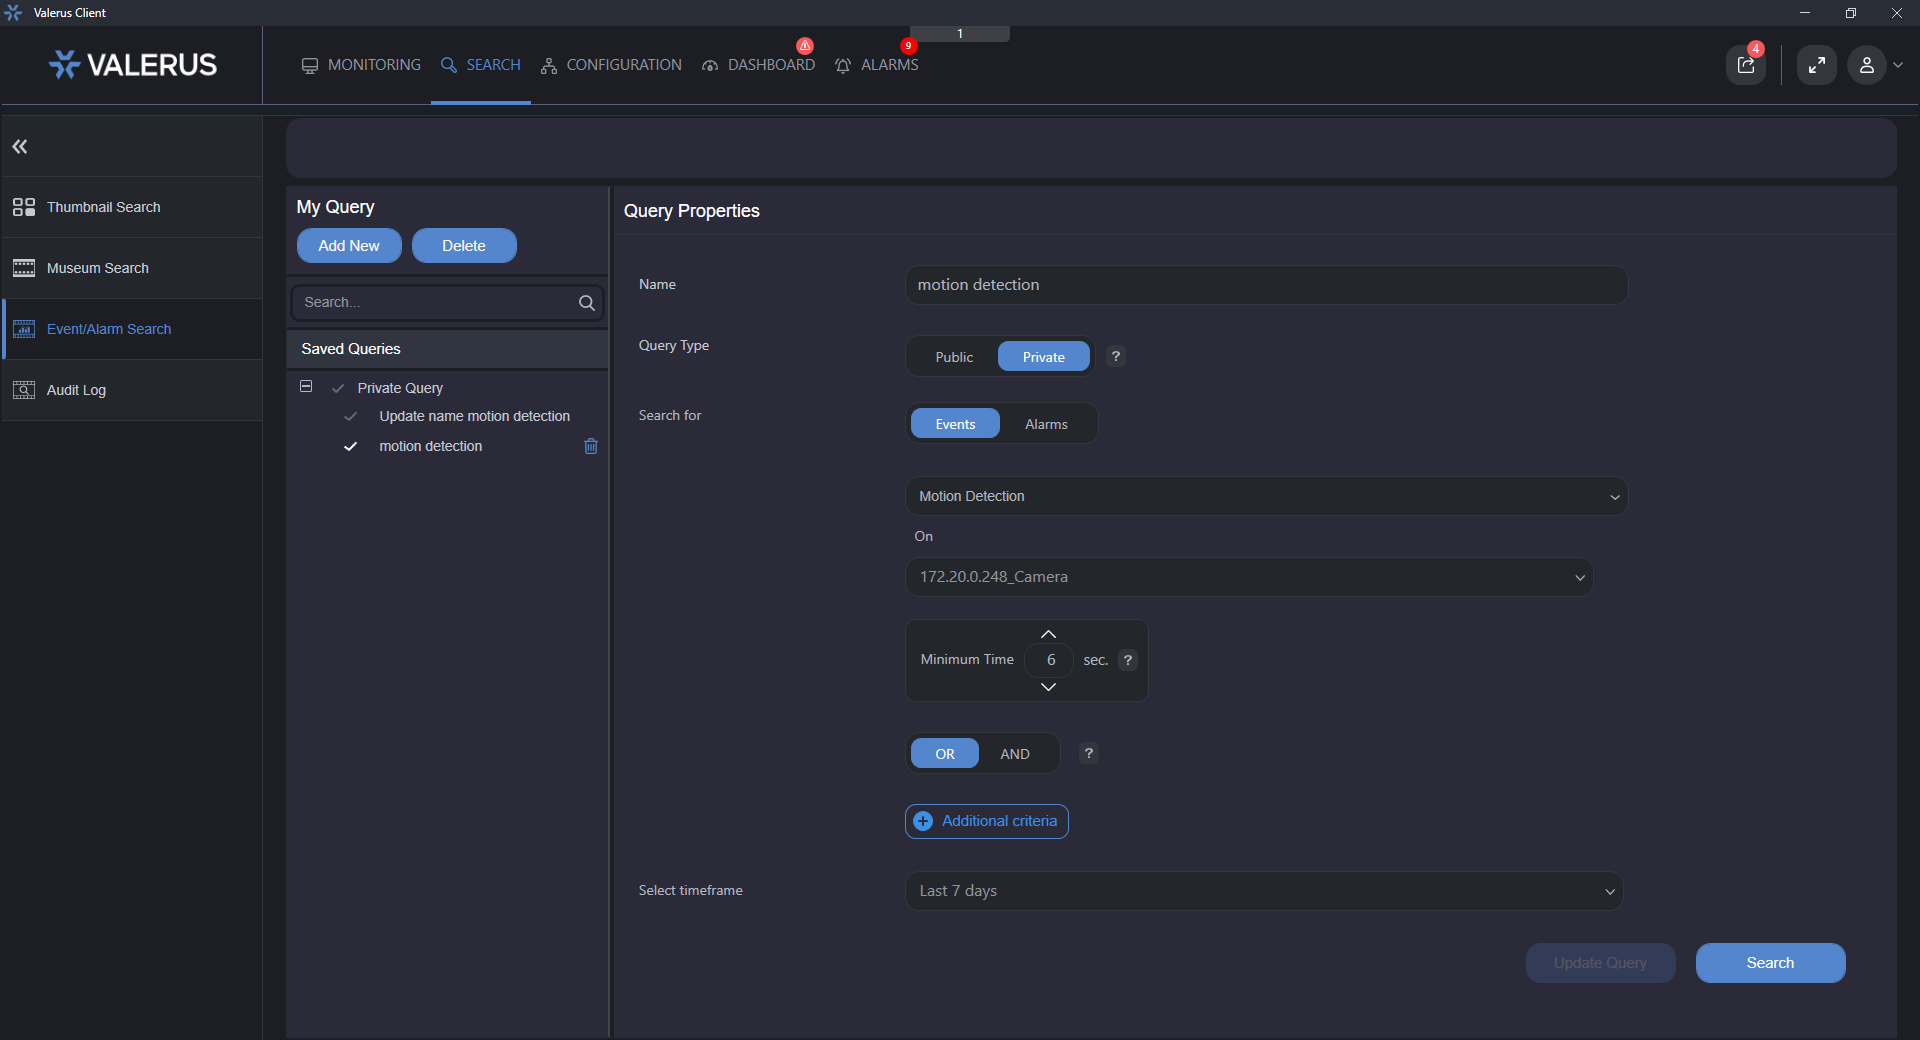 Valerus Client
1
VALERUS
MONITORING
SEARCH
CONFIGURATION
DASHBOARD
9
ALARMS
4
Thumbnail Search
Museum Search
Event/Alarm Search
Audit Log
My Query
Add New
Delete
Search...
Saved Queries
Private Query
Update name motion detection
motion detection
Query Properties
Name
motion detection
Query Type
Public
Private
?
Search for
Events
Alarms
Motion Detection
On
172.20.0.248_Camera
Minimum Time
6
sec.
?
OR
AND
?
Additional criteria
Select timeframe
Last 7 days
Update Query
Search